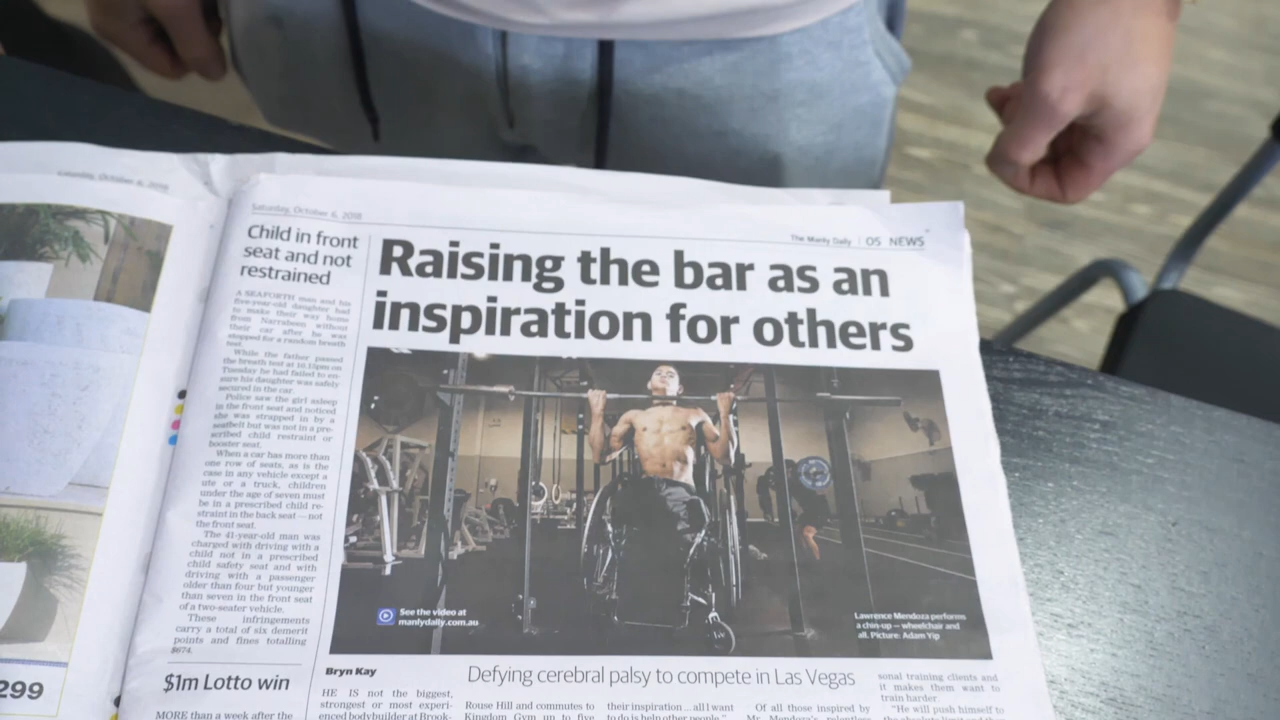 Saturday, October 6, 2018
Saturday, October 6, 2018
The Manly Daily | 05 NEWS
Child in front
seat and not
restrained
A SEAFORTH man and his
five-year-old daughter had
to make their way home
from Narrabeen without
their car after he was
stopped for a random breath
test.
While the father passed
the breath test at 10.15pm on
Tuesday he had failed to en-
sure his daughter was safely
secured in the car.
Police saw the girl asleep
in the front seat and noticed
she was strapped in by a
seatbelt but was not in a pre-
scribed child restraint or
booster seat.
When a car has more than
one row of seats, as is the
case in any vehicle except a
ute or a truck, children
under the age of seven must
be in a prescribed child re-
straint in the back seat — not
the front seat.
The 41-year-old man was
charged with driving with a
child not in a prescribed
child safety seat and with
driving with a passenger
older than four but younger
than seven in the front seat
of a two-seater vehicle.
These infringements
carry a total of six demerit
points and fines totalling
$674.
$1m Lotto win
MORE than a week after the
Raising the bar as an
inspiration for others
See the video at
manlydaily.com.au
Lawrence Mendoza performs
a chin-up — wheelchair and
all. Picture: Adam Yip
Bryn Kay
Defying cerebral palsy to compete in Las Vegas
HE IS not the biggest,
strongest or most experi-
enced bodybuilder at Brook-
Rouse Hill and commutes to
Kingdom Gym up to five
their inspiration ... all I want
to do is help other people."
Of all those inspired by
Mr Mendoza's relentless
sonal training clients and
it makes them want to
train harder.
"He will push himself to
299